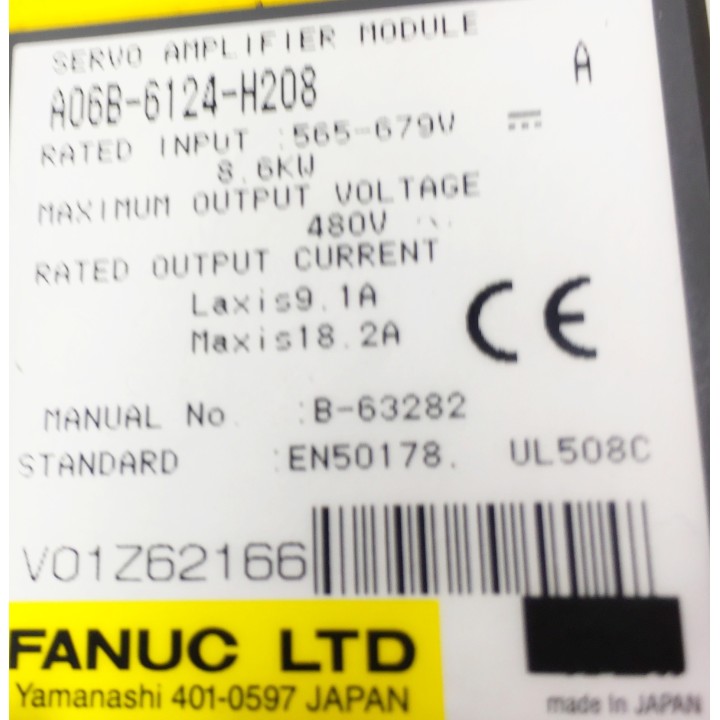 SERVO AMPLIFIER MODULE
A06B-6124-H208 A
RATED INPUT :565-679V
8.6KW
MAXIMUM OUTPUT VOLTAGE
480V
RATED OUTPUT CURRENT
Laxis9.1A
Maxis18.2A
CE
MANUAL No. :B-63282
STANDARD :EN50178. UL508C
V01Z62166
FANUC LTD
Yamanashi 401-0597 JAPAN
made in JAPAN